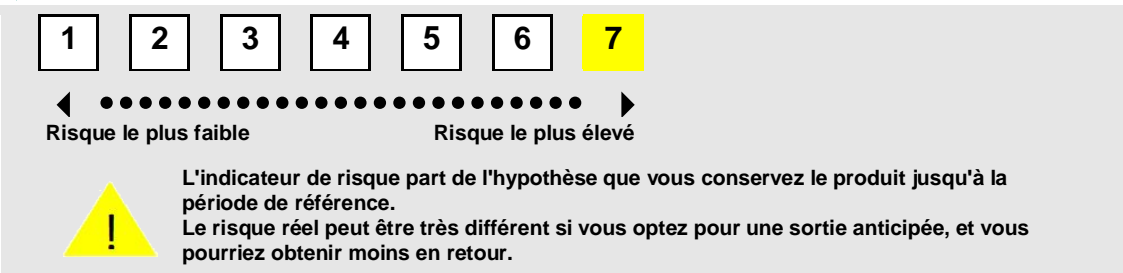 1 2 3 4 5 6 7
Risque le plus faible Risque le plus élevé
L'indicateur de risque part de l'hypothèse que vous conservez le produit jusqu'à la
période de référence.
Le risque réel peut être très différent si vous optez pour une sortie anticipée, et vous
pourriez obtenir moins en retour.
!